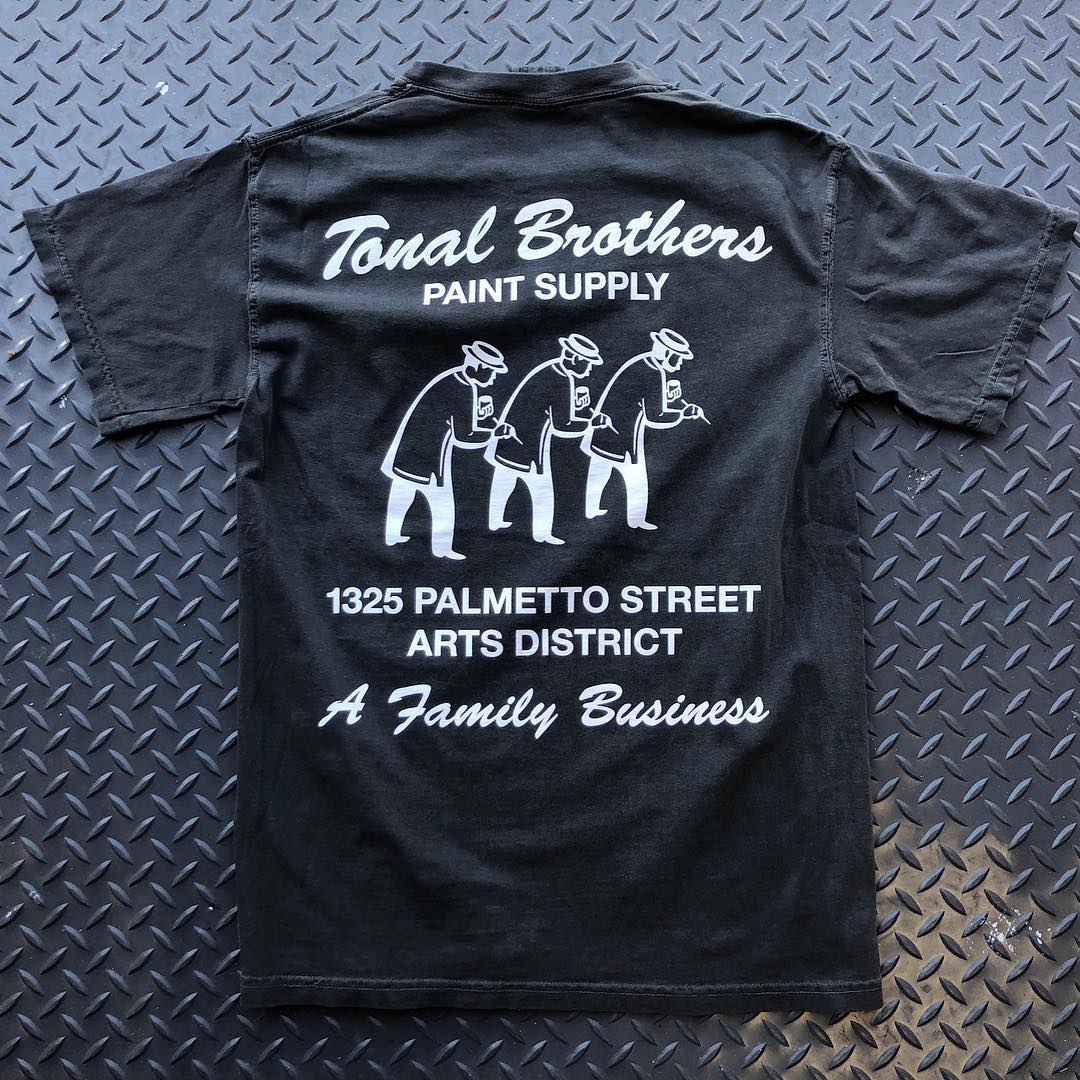 Tonal Brothers
PAINT SUPPLY
1325 PALMETTO STREET
ARTS DISTRICT
A Family Business